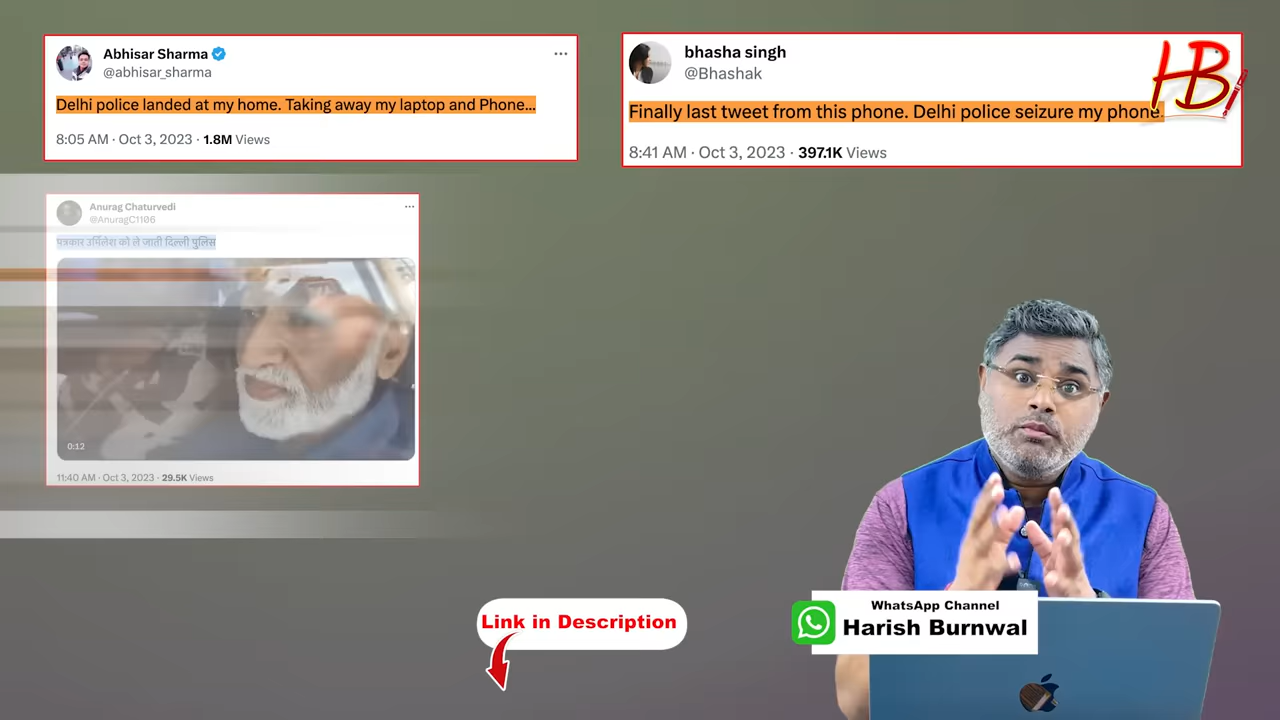 Abhisar Sharma
@abhisar_sharma
Delhi police landed at my home. Taking away my laptop and Phone...
8:05 AM · Oct 3, 2023 · 1.8M Views
bhasha singh
@Bhashak
HB
Finally last tweet from this phone. Delhi police seizure my phone.
8:41 AM · Oct 3, 2023 · 397.1K Views
Anurag Chaturvedi
@AnuragC1106
पत्रकार उर्मिलेश को ले जाती दिल्ली पुलिस
0:12
11:40 AM · Oct 3, 2023 · 29.5K Views
Link in Description
WhatsApp Channel
Harish Burnwal